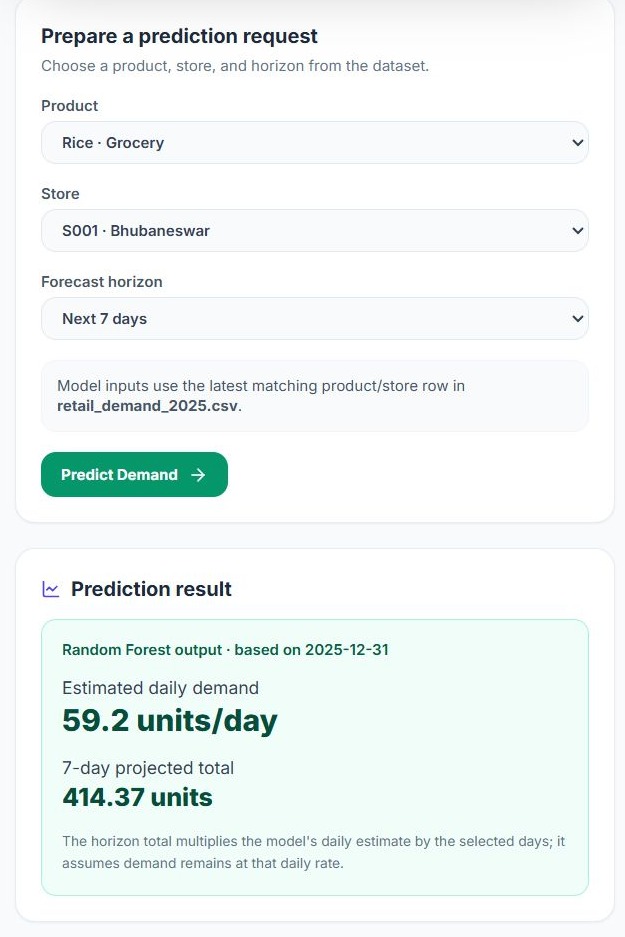 Prepare a prediction request
Choose a product, store, and horizon from the dataset.
Product
Rice · Grocery
Store
S001 · Bhubaneswar
Forecast horizon
Next 7 days
Model inputs use the latest matching product/store row in
retail_demand_2025.csv.
Predict Demand →
Prediction result
Random Forest output · based on 2025-12-31
Estimated daily demand
59.2 units/day
7-day projected total
414.37 units
The horizon total multiplies the model's daily estimate by the selected days; it
assumes demand remains at that daily rate.